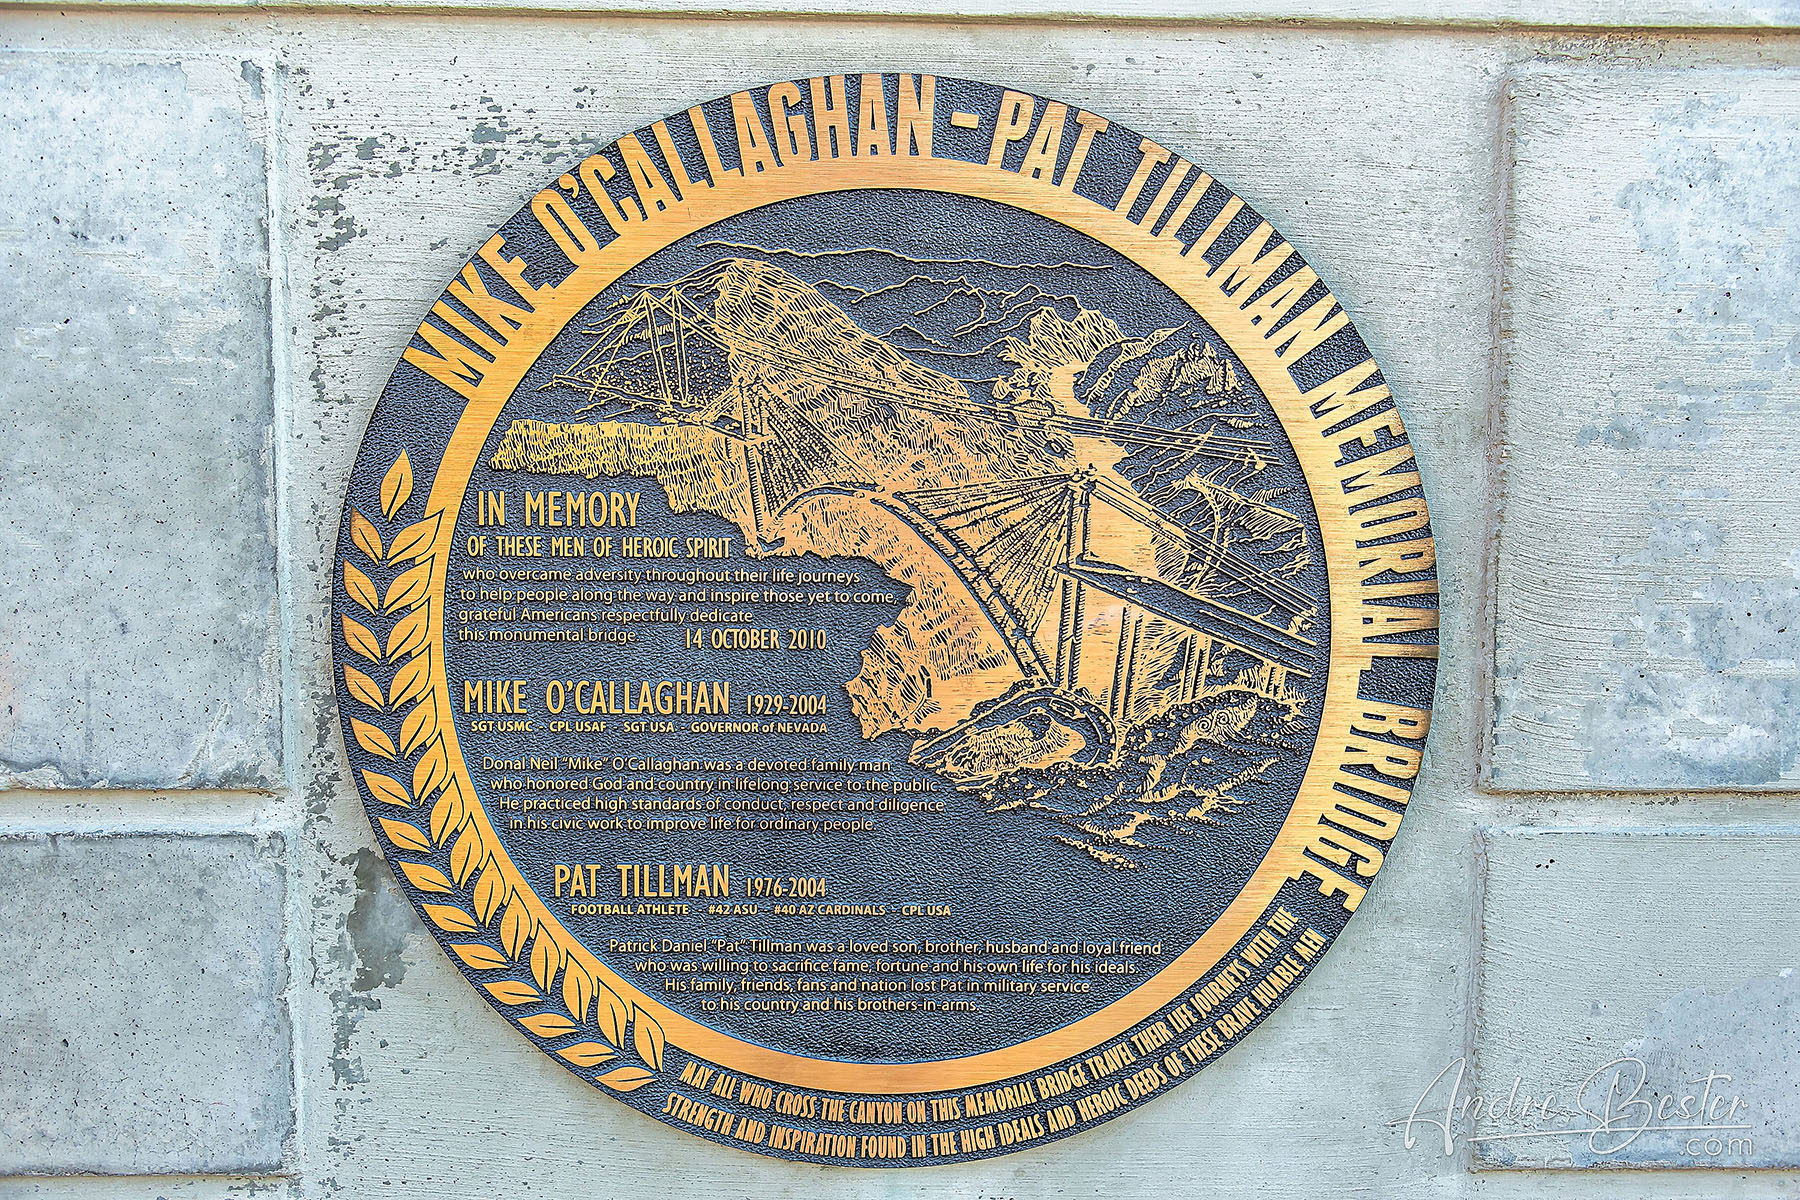 MIKE O'CALLAGHAN - PAT TILLMAN MEMORIAL BRIDGE
IN MEMORY
OF THESE MEN OF HEROIC SPIRIT
who overcame adversity throughout their life journeys
to help people along the way and inspire those yet to come,
grateful Americans respectfully dedicate
this monumental bridge. 14 OCTOBER 2010
MIKE O'CALLAGHAN 1929-2004
SGT USMC - CPL USAF - SGT USA - GOVERNOR of NEVADA
Donal Neil "Mike" O'Callaghan was a devoted family man
who honored God and country in lifelong service to the public.
He practiced high standards of conduct, respect and diligence
in his civic work to improve life for ordinary people.
PAT TILLMAN 1976-2004
FOOTBALL ATHLETE - #42 ASU - #40 AZ CARDINALS - CPL USA
Patrick Daniel "Pat" Tillman was a loved son, brother, husband and loyal friend
who was willing to sacrifice fame, fortune and his own life for his ideals.
His family, friends, fans and nation lost Pat in military service
to his country and his brothers-in-arms.
MAY ALL WHO CROSS THE CANYON ON THIS MEMORIAL BRIDGE TRAVEL THEIR LIFE JOURNEYS WITH THE
STRENGTH AND INSPIRATION FOUND IN THE HIGH IDEALS AND HEROIC DEEDS OF THESE BRAVE HUMBLE MEN
Andre Bester
.com